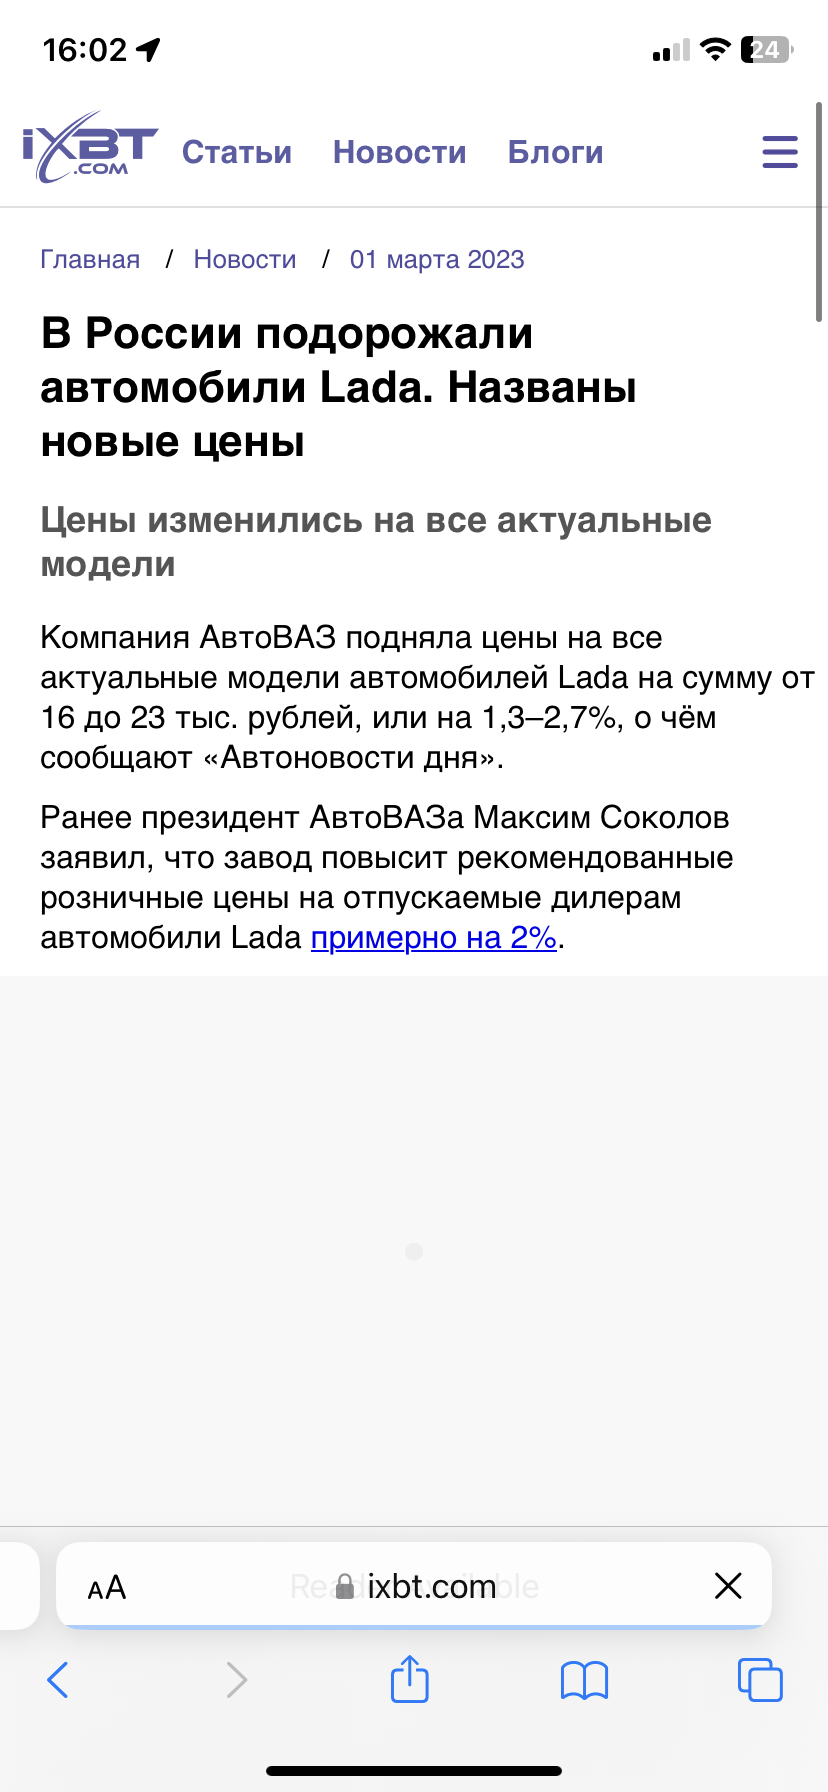 16:02
24
iXBT
.COM
Статьи Новости Блоги
Главная / Новости / 01 марта 2023
В России подорожали
автомобили Lada. Названы
новые цены
Цены изменились на все актуальные
модели
Компания АвтоВАЗ подняла цены на все
актуальные модели автомобилей Lada на сумму от
16 до 23 тыс. рублей, или на 1,3–2,7%, о чём
сообщают «Автоновости дня».
Ранее президент АвтоВАЗа Максим Соколов
заявил, что завод повысит рекомендованные
розничные цены на отпускаемые дилерам
автомобили Lada примерно на 2%.
AA ixbt.com